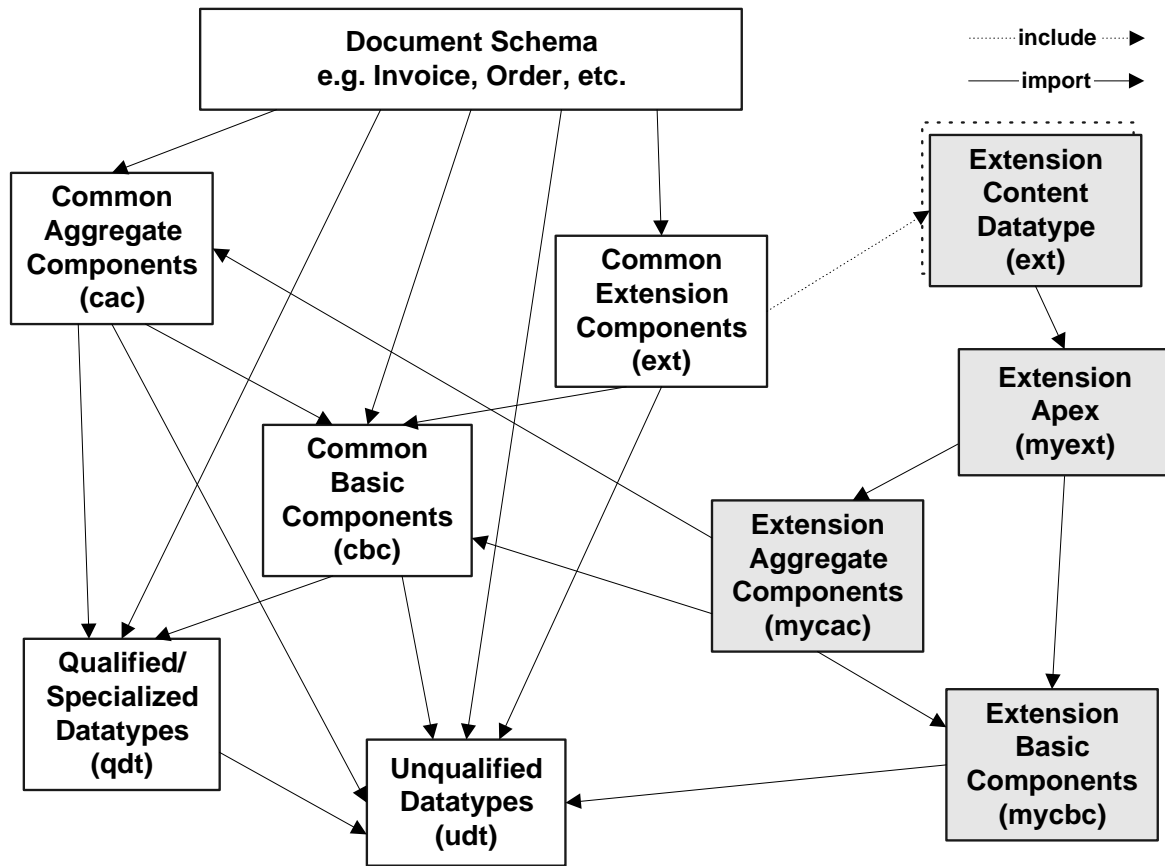 Document Schema
e.g. Invoice, Order, etc.
include
import
Extension
Content
Datatype
(ext)
Common
Aggregate
Components
(cac)
Common
Extension
Components
(ext)
Extension
Apex
(myext)
Common
Basic
Components
(cbc)
Extension
Aggregate
Components
(mycac)
Qualified/
Specialized
Datatypes
(qdt)
Unqualified
Datatypes
(udt)
Extension
Basic
Components
(mycbc)